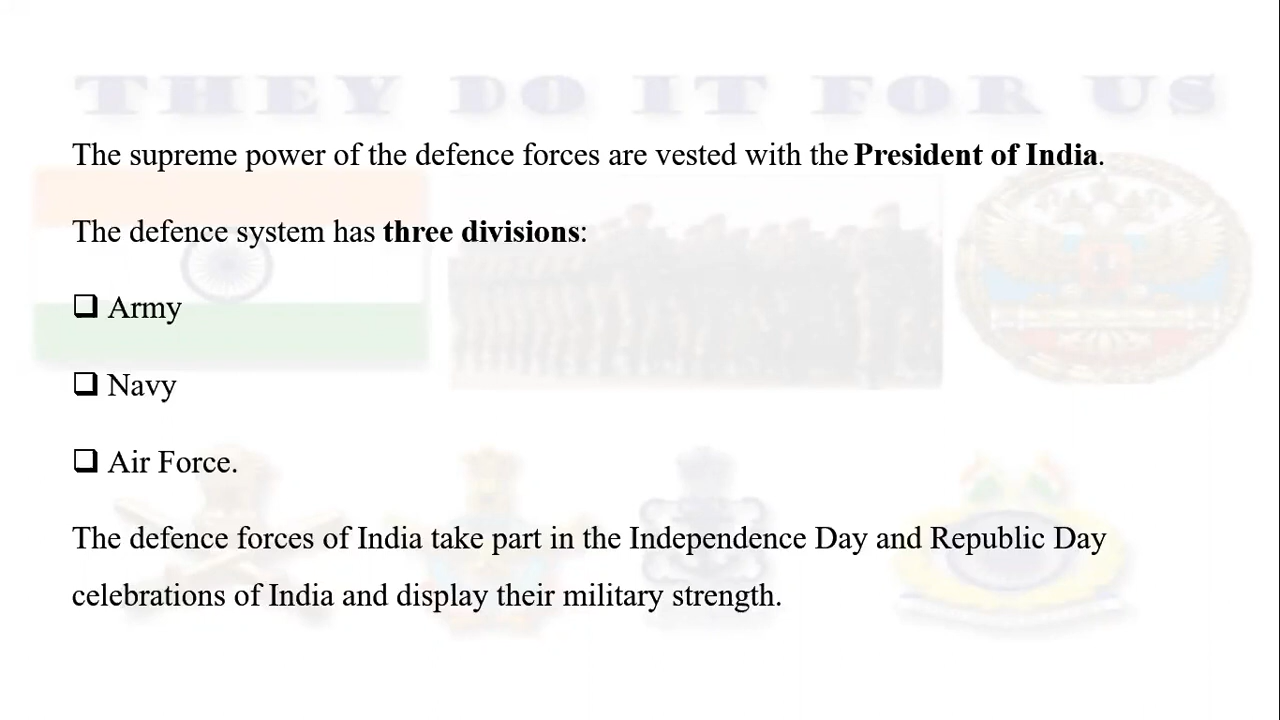 THEY DO IT FOR US
The supreme power of the defence forces are vested with the President of India.
The defence system has three divisions:
❑ Army
❑ Navy
❑ Air Force.
The defence forces of India take part in the Independence Day and Republic Day
celebrations of India and display their military strength.